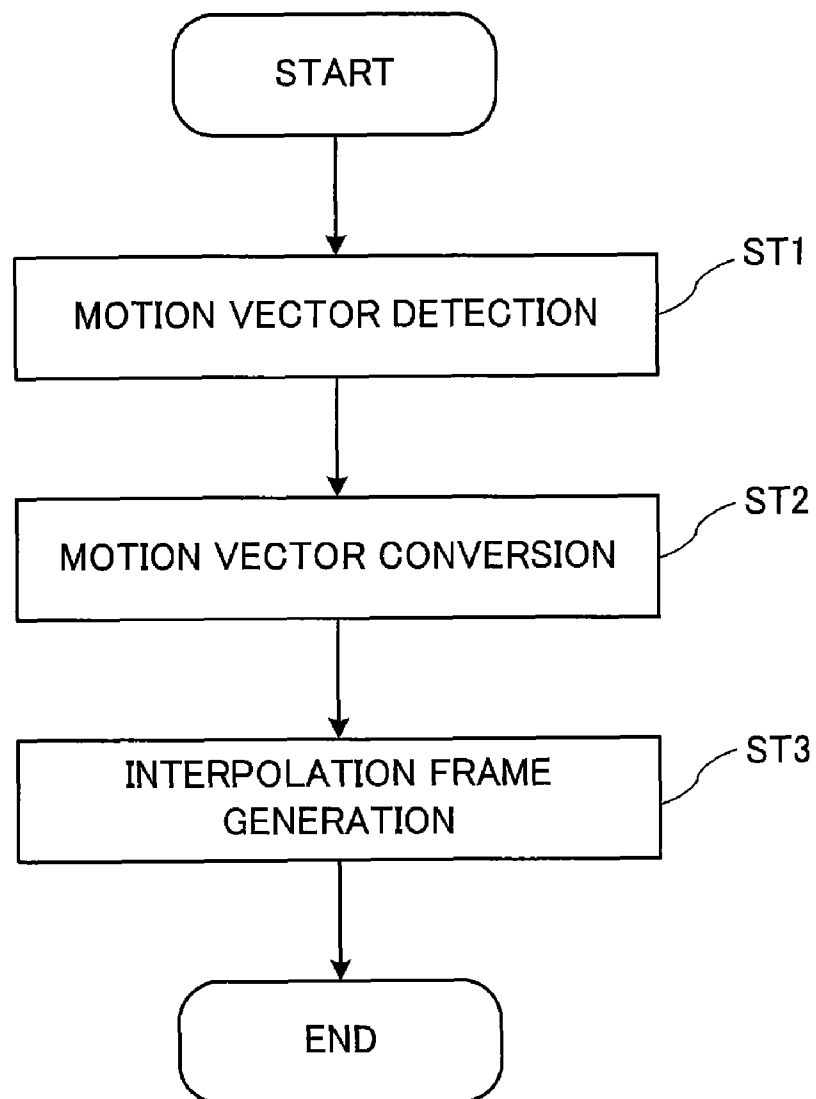 START
ST1
MOTION VECTOR DETECTION
ST2
MOTION VECTOR CONVERSION
ST3
INTERPOLATION FRAME
GENERATION
END